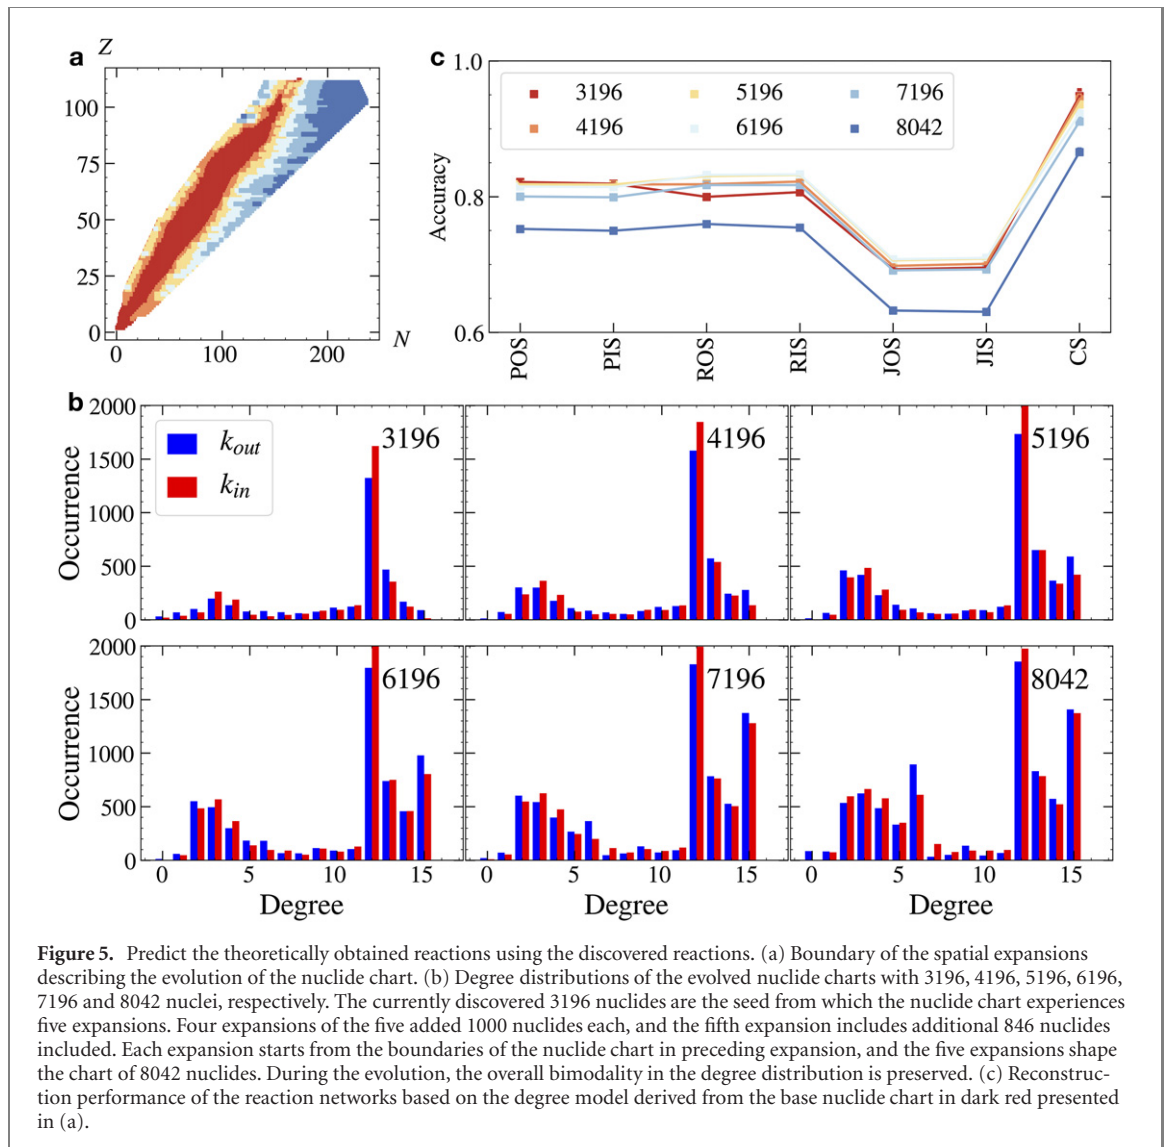 a
Z
100
75
50
25
0
0
100
200
N
c
1.0
0.8
0.6
Accuracy
3196
5196
7196
4196
6196
8042
POS
PIS
ROS
RIS
JOS
JIS
CS
b
2000
1500
1000
500
0
Occurrence
k_out
k_in
3196
4196
5196
2000
1500
1000
500
0
Occurrence
6196
7196
8042
0 5 10 15
0 5 10 15
0 5 10 15
Degree
Degree
Degree
Figure 5. Predict the theoretically obtained reactions using the discovered reactions. (a) Boundary of the spatial expansions
describing the evolution of the nuclide chart. (b) Degree distributions of the evolved nuclide charts with 3196, 4196, 5196, 6196,
7196 and 8042 nuclei, respectively. The currently discovered 3196 nuclides are the seed from which the nuclide chart experiences
five expansions. Four expansions of the five added 1000 nuclides each, and the fifth expansion includes additional 846 nuclides
included. Each expansion starts from the boundaries of the nuclide chart in preceding expansion, and the five expansions shape
the chart of 8042 nuclides. During the evolution, the overall bimodality in the degree distribution is preserved. (c) Reconstruc-
tion performance of the reaction networks based on the degree model derived from the base nuclide chart in dark red presented
in (a).